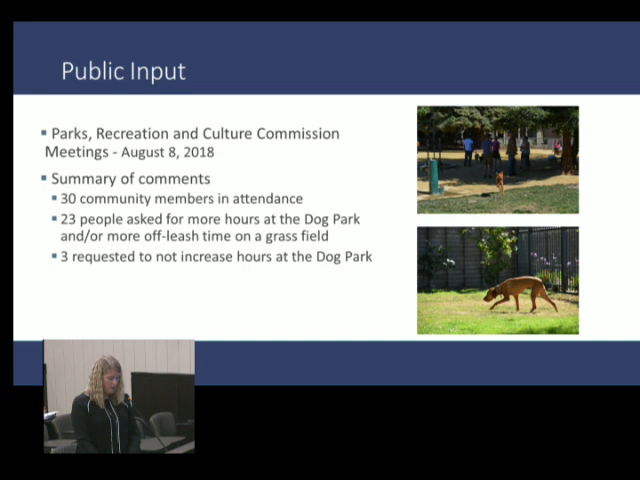 Public Input
▪ Parks, Recreation and Culture Commission
Meetings - August 8, 2018
▪ Summary of comments
▪ 30 community members in attendance
▪ 23 people asked for more hours at the Dog Park
and/or more off-leash time on a grass field
▪ 3 requested to not increase hours at the Dog Park